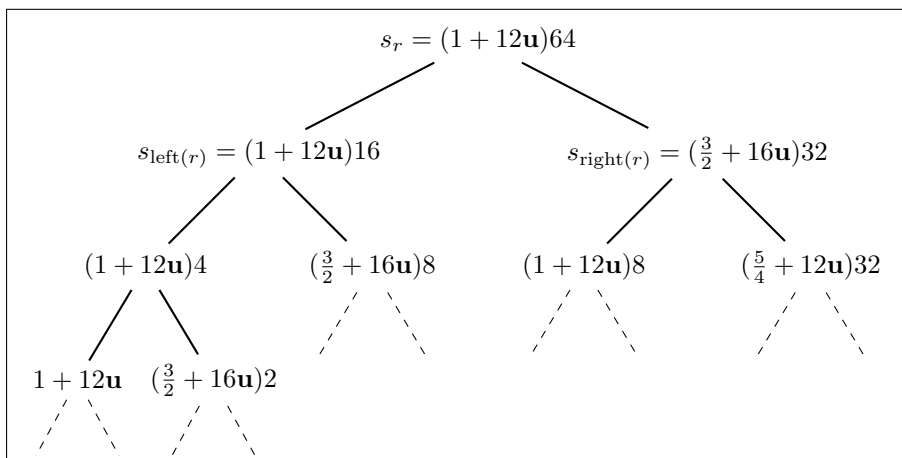 s_r = (1 + 12𝐮)64
s_left(r) = (1 + 12𝐮)16 s_right(r) = (3/2 + 16𝐮)32
(1 + 12𝐮)4 (3/2 + 16𝐮)8 (1 + 12𝐮)8 (5/4 + 12𝐮)32
1 + 12𝐮 (3/2 + 16𝐮)2